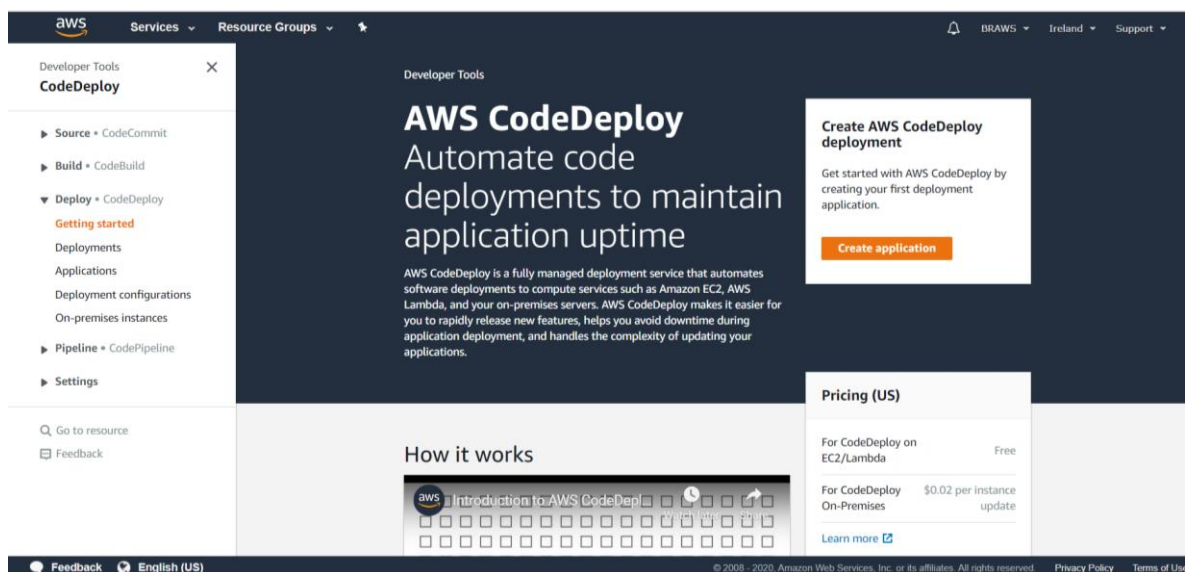 aws Services Resource Groups BRAWS Ireland Support
Developer Tools
CodeDeploy
Source • CodeCommit
Build • CodeBuild
Deploy • CodeDeploy
Getting started
Deployments
Applications
Deployment configurations
On-premises instances
Pipeline • CodePipeline
Settings
Go to resource
Feedback
Developer Tools
AWS CodeDeploy
Automate code
deployments to maintain
application uptime
AWS CodeDeploy is a fully managed deployment service that automates
software deployments to compute services such as Amazon EC2, AWS
Lambda, and your on-premises servers. AWS CodeDeploy makes it easier for
you to rapidly release new features, helps you avoid downtime during
application deployment, and handles the complexity of updating your
applications.
Create AWS CodeDeploy
deployment
Get started with AWS CodeDeploy by
creating your first deployment
application.
Create application
Pricing (US)
For CodeDeploy on
EC2/Lambda
Free
For CodeDeploy
On-Premises
$0.02 per instance
update
Learn more
How it works
aws Introduction to AWS CodeDepl
Watch later Share
Feedback English (US) © 2008 - 2020, Amazon Web Services, Inc. or its affiliates. All rights reserved. Privacy Policy Terms of Use